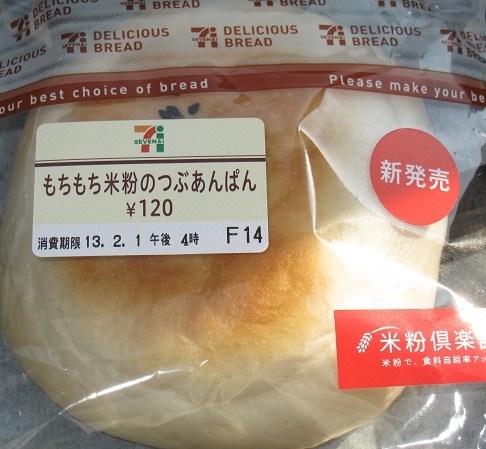 DELICIOUS BREAD
DELICIOUS BREAD
SEVEN&i
DELICIOUS BREAD
our best choice of bread
Please make your be
SEVEN&i
もちもち米粉のつぶあんぱん
¥120
消費期限 13. 2. 1 午後 4時 F14
新発売
米粉倶楽部
米粉で、食料自給率アッ